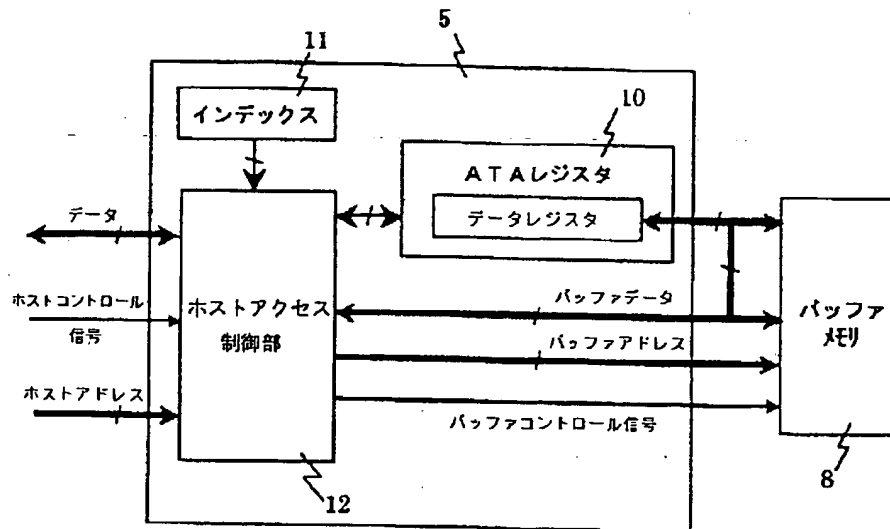 5
11
インデックス
10
ATAレジスタ
データレジスタ
データ
ホストコントロール
信号
ホストアドレス
ホストアクセス
制御部
バッファデータ
バッファアドレス
バッファコントロール信号
バッファ
メモリ
12
8